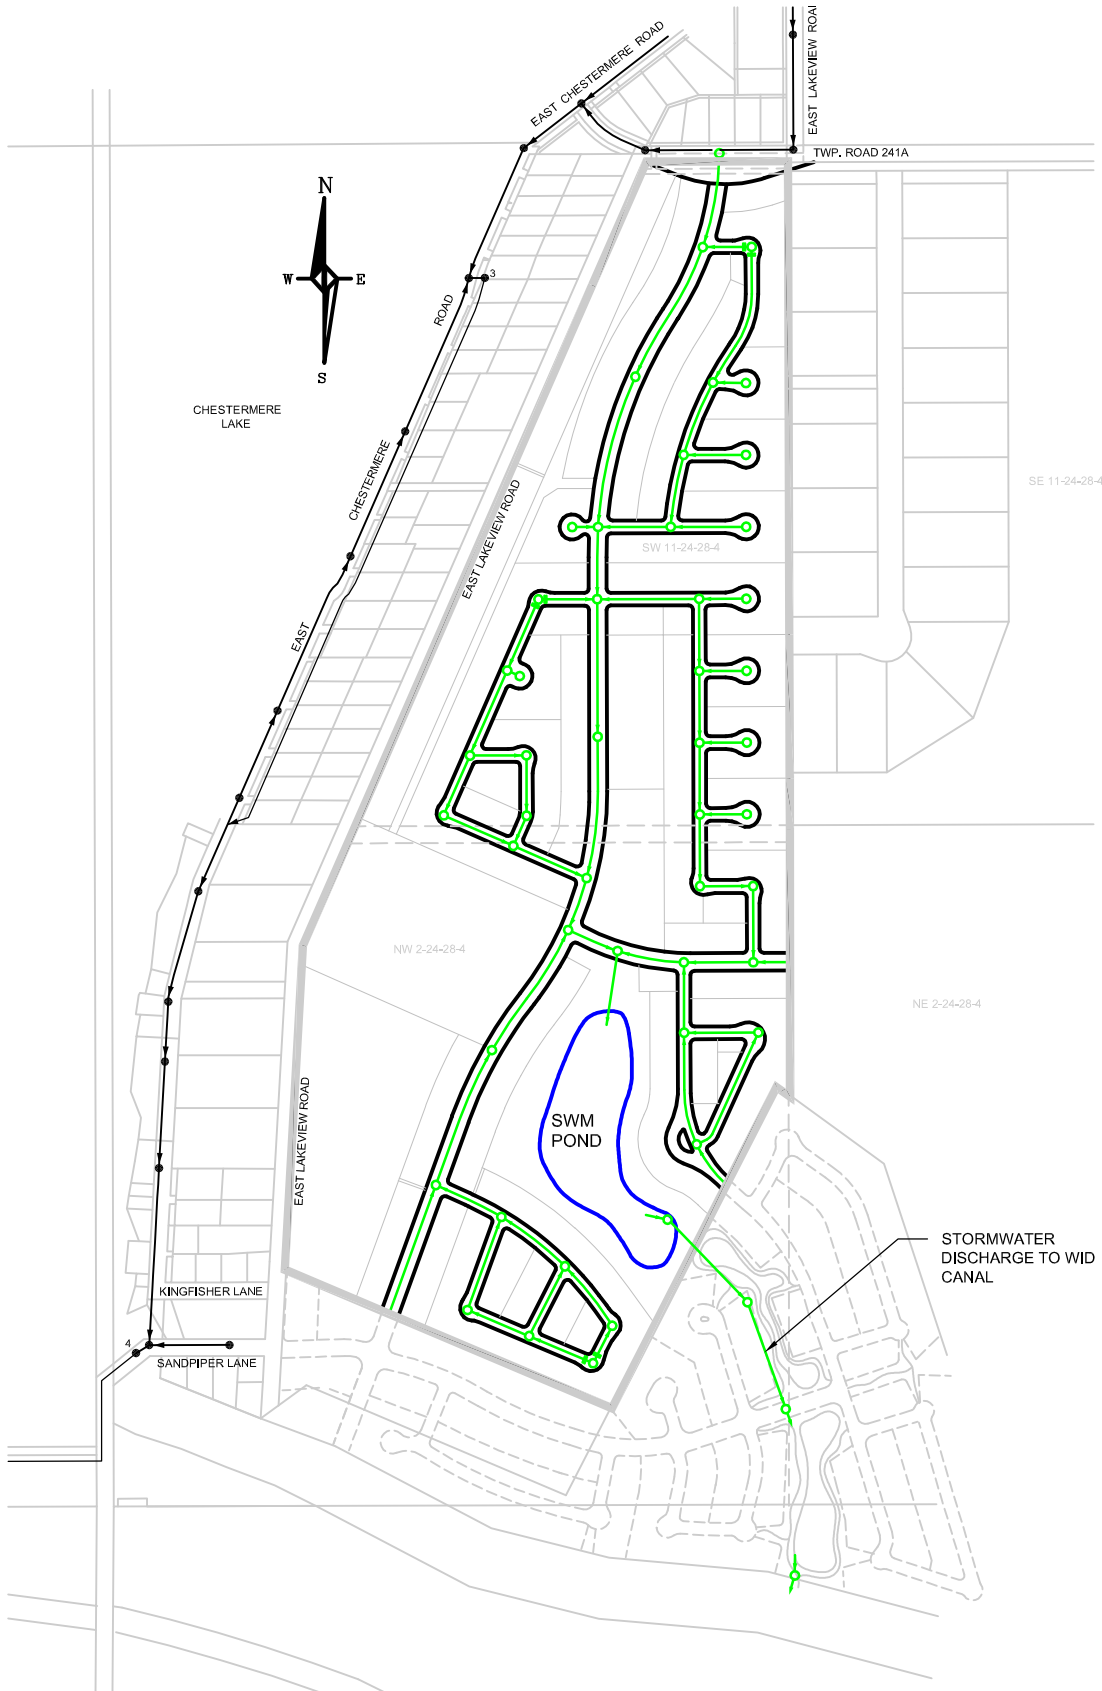 EAST CHESTERMERE ROAD
EAST LAKEVIEW ROAD
TWP. ROAD 241A
N
W
E
S
3
ROAD
CHESTERMERE
EAST
CHESTERMERE
LAKE
EAST LAKEVIEW ROAD
SE 11-24-28-4
SW 11-24-28-4
NW 2-24-28-4
NE 2-24-28-4
SWM
POND
EAST LAKEVIEW ROAD
STORMWATER
DISCHARGE TO WID
CANAL
KINGFISHER LANE
4
SANDPIPER LANE